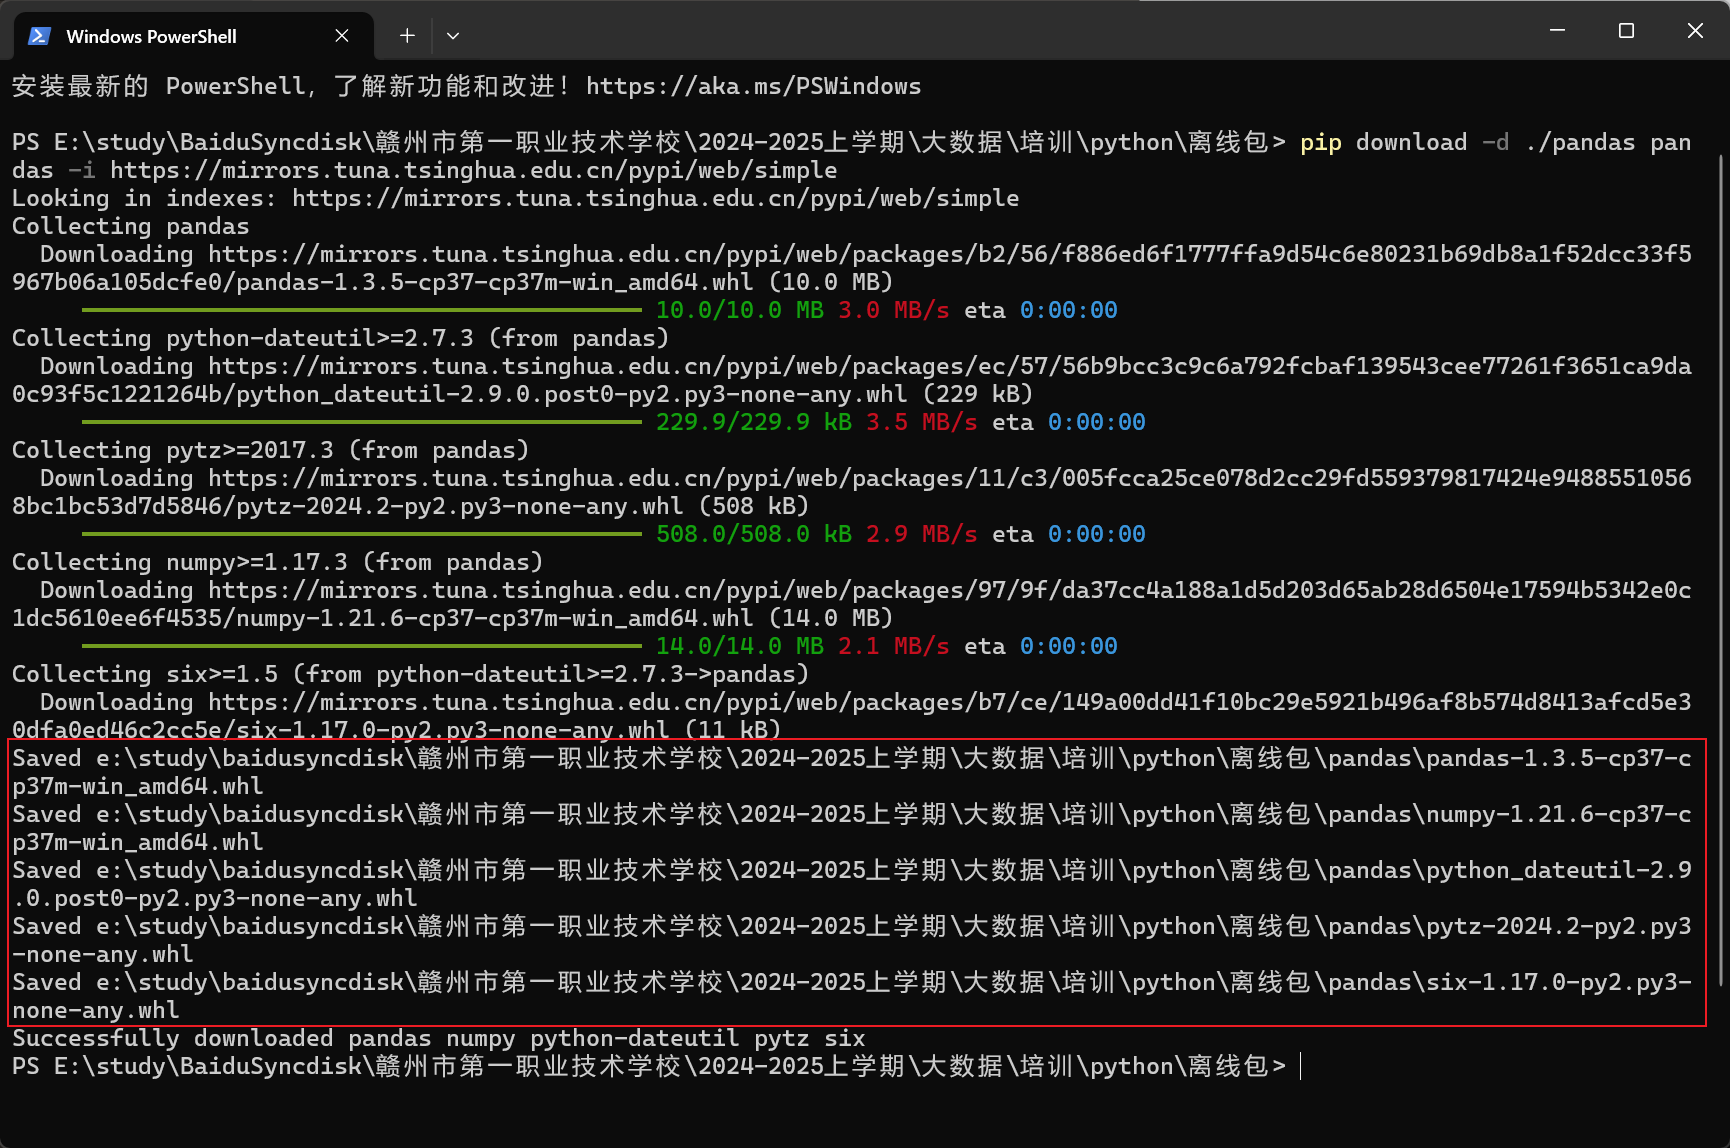 Windows PowerShell
安装最新的 PowerShell，了解新功能和改进！https://aka.ms/PSWindows
PS E:\study\BaiduSyncdisk\赣州市第一职业技术学校\2024-2025上学期\大数据\培训\python\离线包> pip download -d ./pandas pan
das -i https://mirrors.tuna.tsinghua.edu.cn/pypi/web/simple
Looking in indexes: https://mirrors.tuna.tsinghua.edu.cn/pypi/web/simple
Collecting pandas
  Downloading https://mirrors.tuna.tsinghua.edu.cn/pypi/web/packages/b2/56/f886ed6f1777ffa9d54c6e80231b69db8a1f52dcc33f5
967b06a105dcfe0/pandas-1.3.5-cp37-cp37m-win_amd64.whl (10.0 MB)
10.0/10.0 MB 3.0 MB/s eta 0:00:00
Collecting python-dateutil>=2.7.3 (from pandas)
  Downloading https://mirrors.tuna.tsinghua.edu.cn/pypi/web/packages/ec/57/56b9bcc3c9c6a792fcbaf139543cee77261f3651ca9da
0c93f5c1221264b/python_dateutil-2.9.0.post0-py2.py3-none-any.whl (229 kB)
229.9/229.9 kB 3.5 MB/s eta 0:00:00
Collecting pytz>=2017.3 (from pandas)
  Downloading https://mirrors.tuna.tsinghua.edu.cn/pypi/web/packages/11/c3/005fcca25ce078d2cc29fd559379817424e9488551056
8bc1bc53d7d5846/pytz-2024.2-py2.py3-none-any.whl (508 kB)
508.0/508.0 kB 2.9 MB/s eta 0:00:00
Collecting numpy>=1.17.3 (from pandas)
  Downloading https://mirrors.tuna.tsinghua.edu.cn/pypi/web/packages/97/9f/da37cc4a188a1d5d203d65ab28d6504e17594b5342e0c
1dc5610ee6f4535/numpy-1.21.6-cp37-cp37m-win_amd64.whl (14.0 MB)
14.0/14.0 MB 2.1 MB/s eta 0:00:00
Collecting six>=1.5 (from python-dateutil>=2.7.3->pandas)
  Downloading https://mirrors.tuna.tsinghua.edu.cn/pypi/web/packages/b7/ce/149a00dd41f10bc29e5921b496af8b574d8413afcd5e3
0dfa0ed46c2cc5e/six-1.17.0-py2.py3-none-any.whl (11 kB)
Saved e:\study\baidusyncdisk\赣州市第一职业技术学校\2024-2025上学期\大数据\培训\python\离线包\pandas\pandas-1.3.5-cp37-c
p37m-win_amd64.whl
Saved e:\study\baidusyncdisk\赣州市第一职业技术学校\2024-2025上学期\大数据\培训\python\离线包\pandas\numpy-1.21.6-cp37-c
p37m-win_amd64.whl
Saved e:\study\baidusyncdisk\赣州市第一职业技术学校\2024-2025上学期\大数据\培训\python\离线包\pandas\python_dateutil-2.9
.0.post0-py2.py3-none-any.whl
Saved e:\study\baidusyncdisk\赣州市第一职业技术学校\2024-2025上学期\大数据\培训\python\离线包\pandas\pytz-2024.2-py2.py3
-none-any.whl
Saved e:\study\baidusyncdisk\赣州市第一职业技术学校\2024-2025上学期\大数据\培训\python\离线包\pandas\six-1.17.0-py2.py3-
none-any.whl
Successfully downloaded pandas numpy python-dateutil pytz six
PS E:\study\BaiduSyncdisk\赣州市第一职业技术学校\2024-2025上学期\大数据\培训\python\离线包>